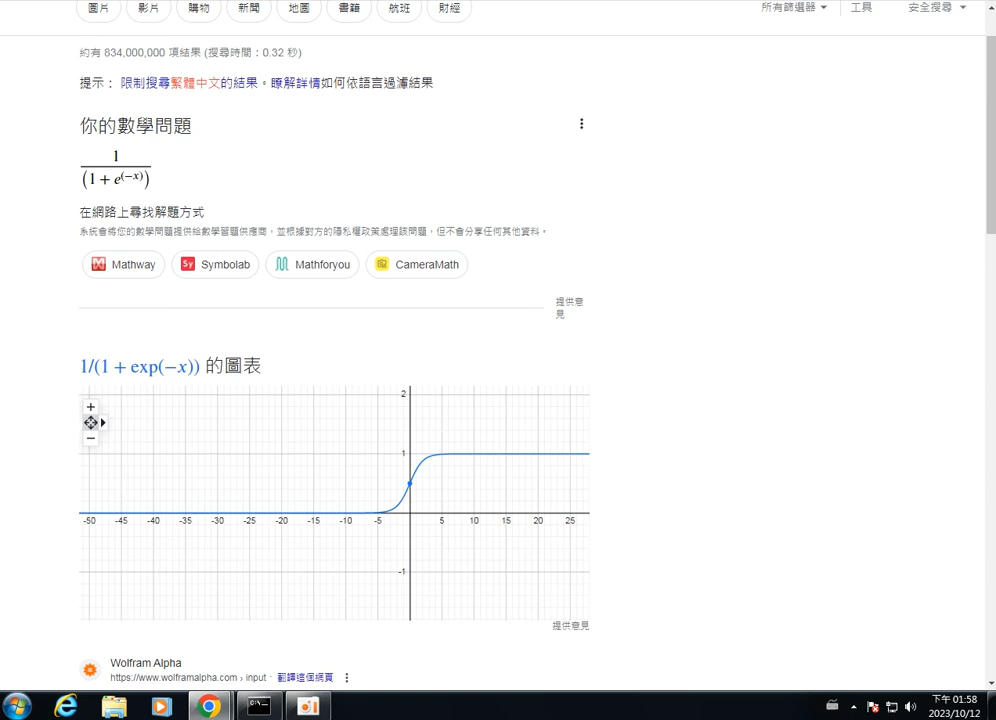 圖片 影片 購物 新聞 地圖 書籍 航班 財經 所有篩選器 工具 安全搜尋
約有 834,000,000 項結果 (搜尋時間：0.32 秒)
提示： 限制搜尋繁體中文的結果。瞭解詳情如何依語言過濾結果
你的數學問題
1
(1 + e^(−x))
在網路上尋找解題方式
系統會將你的數學問題提供給數學習題供應商，並根據對方的隱私權政策處理該問題，但不會分享任何其他資料。
Mathway Sy Symbolab Mathforyou CameraMath
提供意
見
1/(1 + exp(−x)) 的圖表
2
+
−
1
-50 -45 -40 -35 -30 -25 -20 -15 -10 -5 5 10 15 20 25
-1
提供意見
Wolfram Alpha
https://www.wolframalpha.com › input · 翻譯這個網頁
下午 01:58
2023/10/12